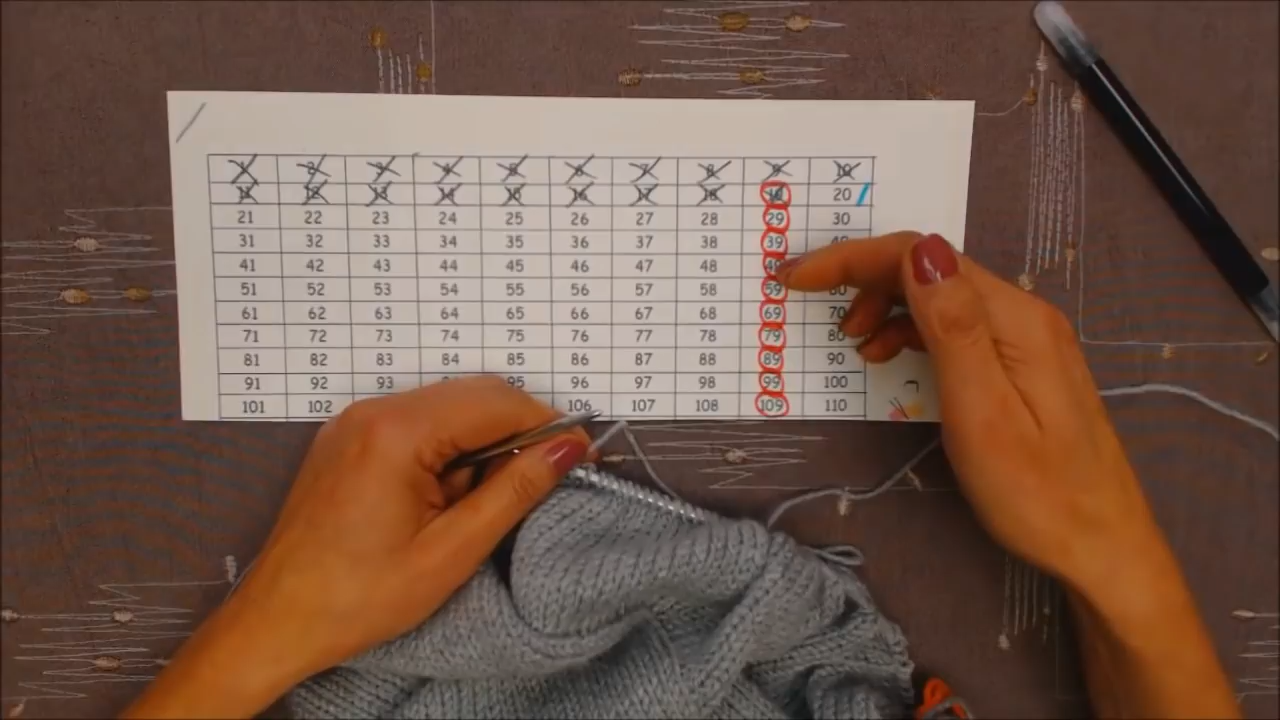 1 2 3 4 5 6 7 8 9 10
11 12 13 14 15 16 17 18 19 20
21 22 23 24 25 26 27 28 29 30
31 32 33 34 35 36 37 38 39 40
41 42 43 44 45 46 47 48 49
51 52 53 54 55 56 57 58 59 60
61 62 63 64 65 66 67 68 69 70
71 72 73 74 75 76 77 78 79 80
81 82 83 84 85 86 87 88 89 90
91 92 93 94 95 96 97 98 99 100
101 102 106 107 108 109 110